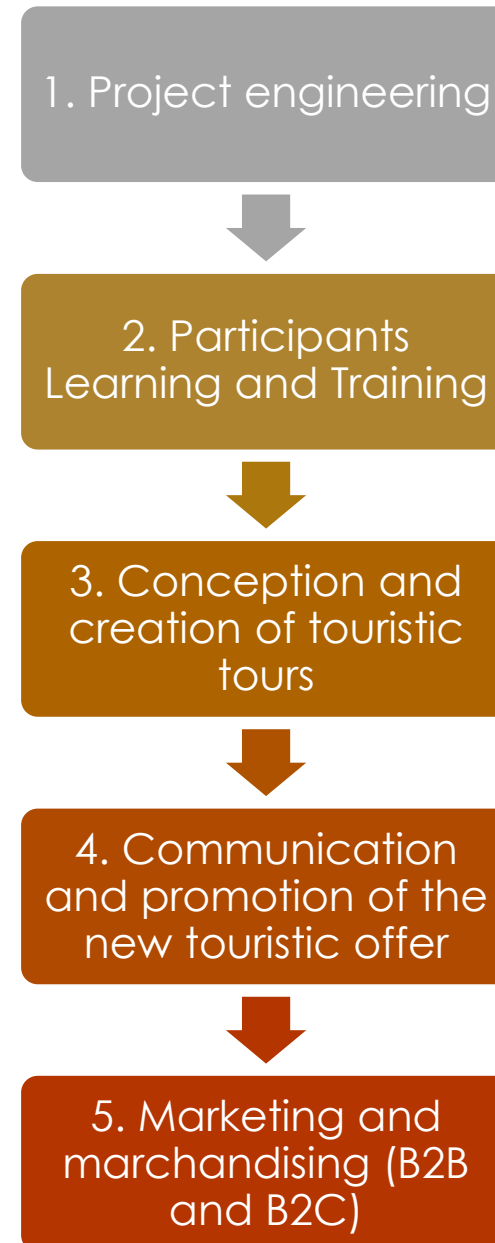 1. Project engineering
2. Participants
Learning and Training
3. Conception and
creation of touristic
tours
4. Communication
and promotion of the
new touristic offer
5. Marketing and
marchandising (B2B
and B2C)